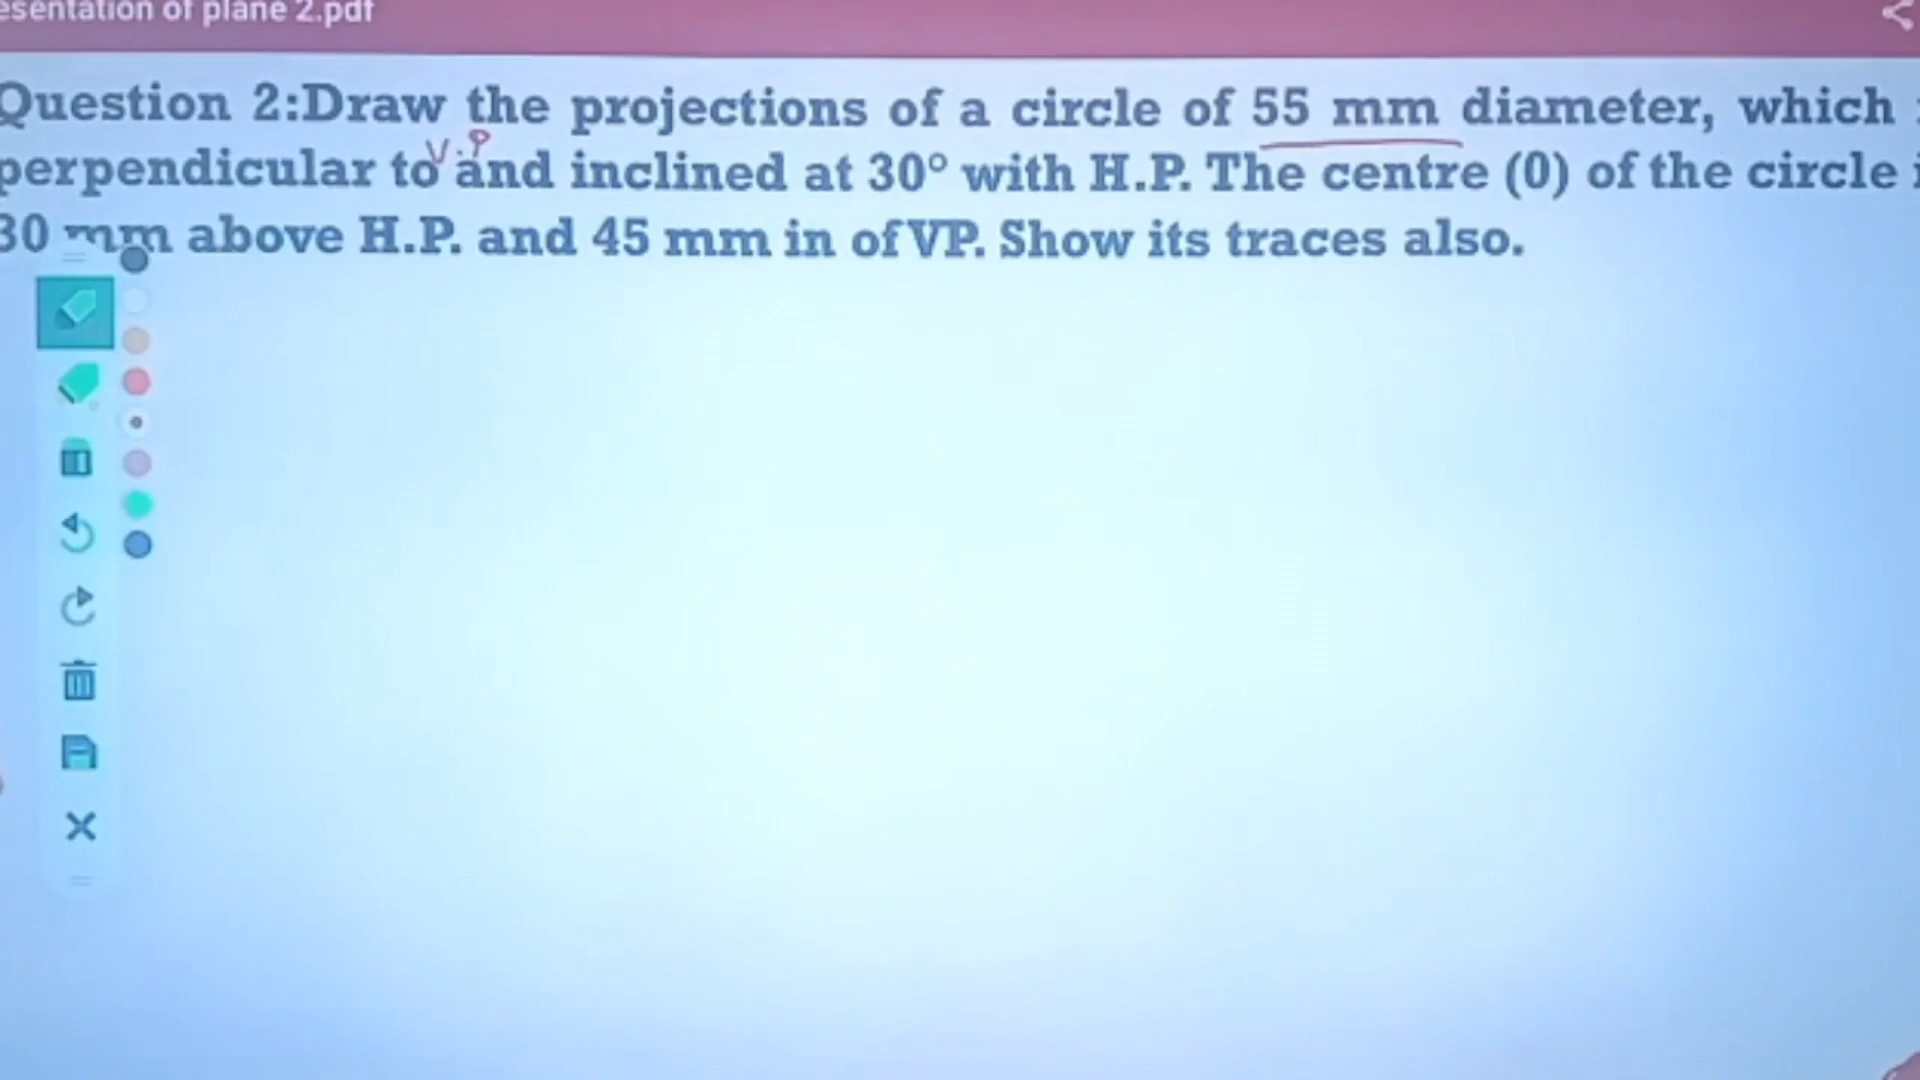 esentation of plane 2.pdf
Question 2:Draw the projections of a circle of 55 mm diameter, which
V.P
perpendicular to and inclined at 30° with H.P. The centre (0) of the circle
30 mm above H.P. and 45 mm in of VP. Show its traces also.